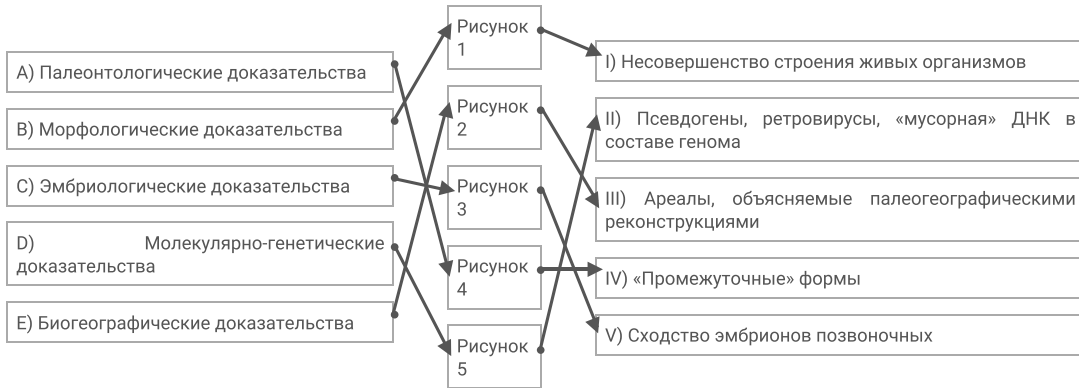 A) Палеонтологические доказательства
B) Морфологические доказательства
C) Эмбриологические доказательства
D) Молекулярно-генетические
доказательства
E) Биогеографические доказательства
Рисунок
1
Рисунок
2
Рисунок
3
Рисунок
4
Рисунок
5
I) Несовершенство строения живых организмов
II) Псевдогены, ретровирусы, «мусорная» ДНК в
составе генома
III) Ареалы, объясняемые палеогеографическими
реконструкциями
IV) «Промежуточные» формы
V) Сходство эмбрионов позвоночных